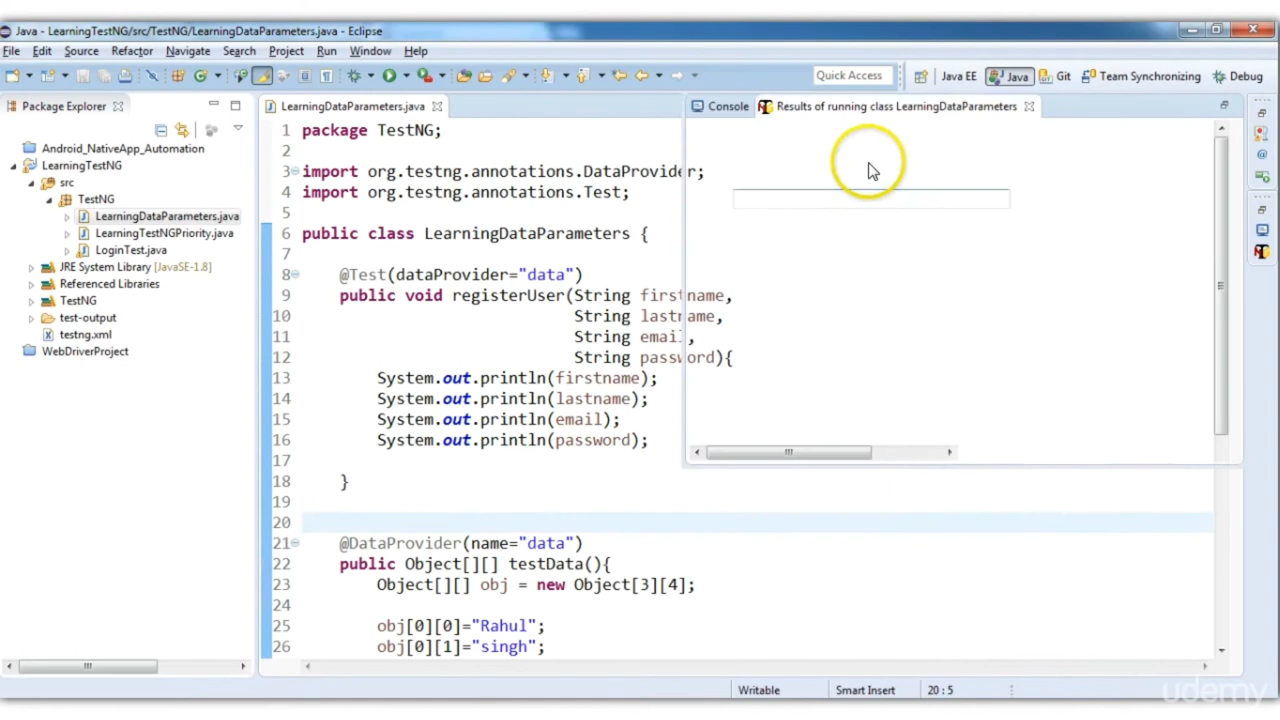 Java - LearningTestNG/src/TestNG/LearningDataParameters.java - Eclipse
File Edit Source Refactor Navigate Search Project Run Window Help
Quick Access Java EE Java Git Team Synchronizing Debug
Package Explorer
Android_NativeApp_Automation
LearningTestNG
src
TestNG
LearningDataParameters.java
LearningTestNGPriority.java
LoginTest.java
JRE System Library [JavaSE-1.8]
Referenced Libraries
TestNG
test-output
testng.xml
WebDriverProject
LearningDataParameters.java
1 package TestNG;
2
3 import org.testng.annotations.DataProvider;
4 import org.testng.annotations.Test;
5
6 public class LearningDataParameters {
7
8 @Test(dataProvider="data")
9 public void registerUser(String firstname,
10 String lastname,
11 String email,
12 String password){
13 System.out.println(firstname);
14 System.out.println(lastname);
15 System.out.println(email);
16 System.out.println(password);
17
18 }
19
20
21 @DataProvider(name="data")
22 public Object[][] testData(){
23 Object[][] obj = new Object[3][4];
24
25 obj[0][0]="Rahul";
26 obj[0][1]="singh";
Console Results of running class LearningDataParameters
Writable Smart Insert 20 : 5
udemy